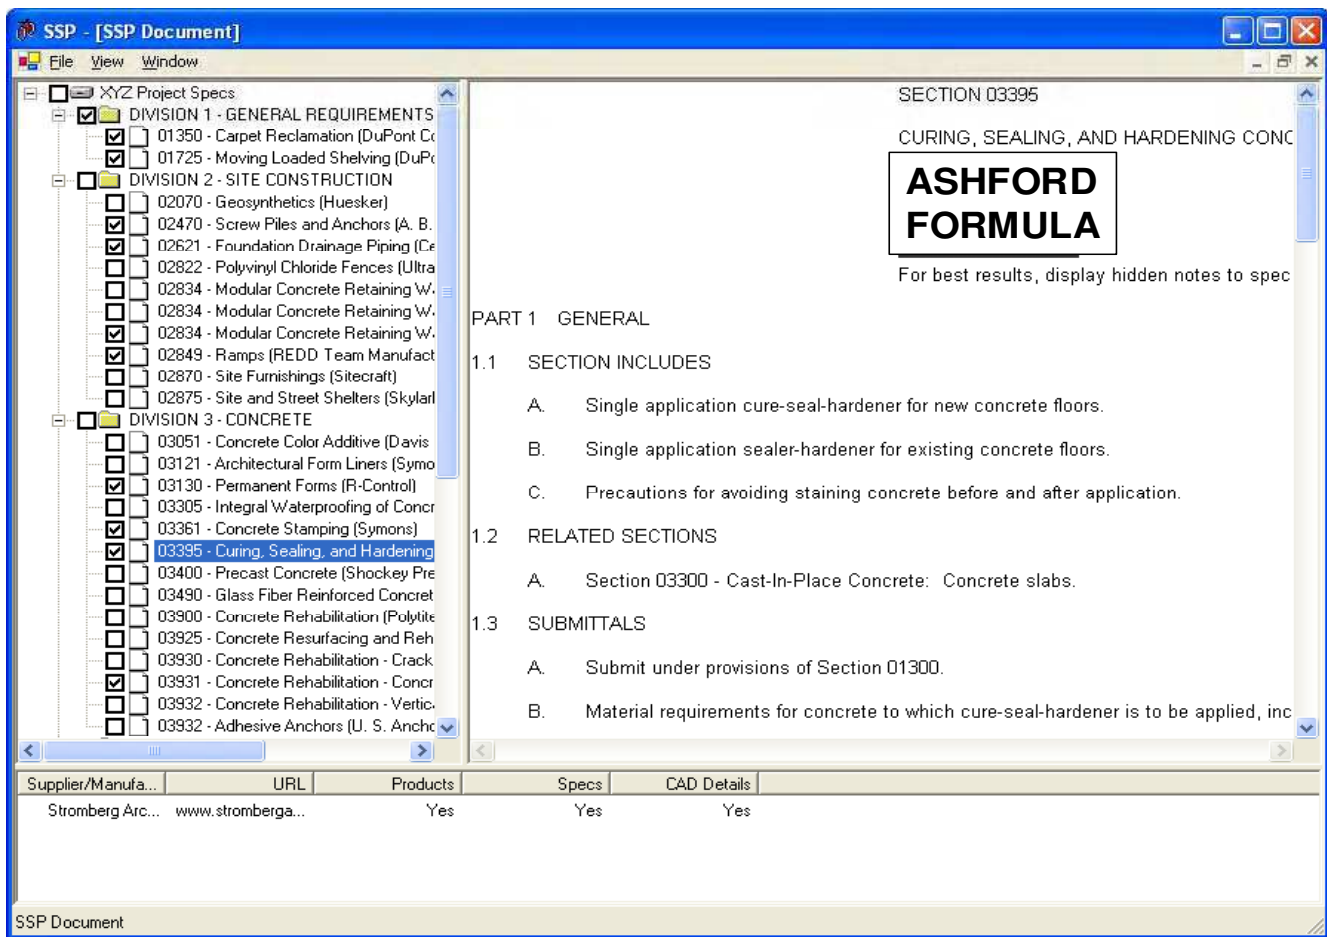 SSP - [SSP Document]
File View Window
XYZ Project Specs
DIVISION 1 - GENERAL REQUIREMENTS
01350 - Carpet Reclamation (DuPont Co
01725 - Moving Loaded Shelving (DuPo
DIVISION 2 - SITE CONSTRUCTION
02070 - Geosynthetics (Huesker)
02470 - Screw Piles and Anchors (A. B.
02621 - Foundation Drainage Piping (Ce
02822 - Polyvinyl Chloride Fences (Ultra
02834 - Modular Concrete Retaining W
02834 - Modular Concrete Retaining W
02834 - Modular Concrete Retaining W
02849 - Ramps (REDD Team Manufact
02870 - Site Furnishings (Sitecraft)
02875 - Site and Street Shelters (Skylarl
DIVISION 3 - CONCRETE
03051 - Concrete Color Additive (Davis
03121 - Architectural Form Liners (Symo
03130 - Permanent Forms (R-Control)
03305 - Integral Waterproofing of Concr
03361 - Concrete Stamping (Symons)
03395 - Curing, Sealing, and Hardening
03400 - Precast Concrete (Shockey Pre
03490 - Glass Fiber Reinforced Concret
03900 - Concrete Rehabilitation (Polytite
03925 - Concrete Resurfacing and Reh
03930 - Concrete Rehabilitation - Crack
03931 - Concrete Rehabilitation - Concr
03932 - Concrete Rehabilitation - Vertic
03932 - Adhesive Anchors (U. S. Ancho
SECTION 03395
CURING, SEALING, AND HARDENING CONC
ASHFORD
FORMULA
For best results, display hidden notes to spec
PART 1 GENERAL
1.1 SECTION INCLUDES
A. Single application cure-seal-hardener for new concrete floors.
B. Single application sealer-hardener for existing concrete floors.
C. Precautions for avoiding staining concrete before and after application.
1.2 RELATED SECTIONS
A. Section 03300 - Cast-In-Place Concrete: Concrete slabs.
1.3 SUBMITTALS
A. Submit under provisions of Section 01300.
B. Material requirements for concrete to which cure-seal-hardener is to be applied, inc
Supplier/Manufa... URL Products Specs CAD Details
Stromberg Arc... www.stromberga... Yes Yes Yes
SSP Document